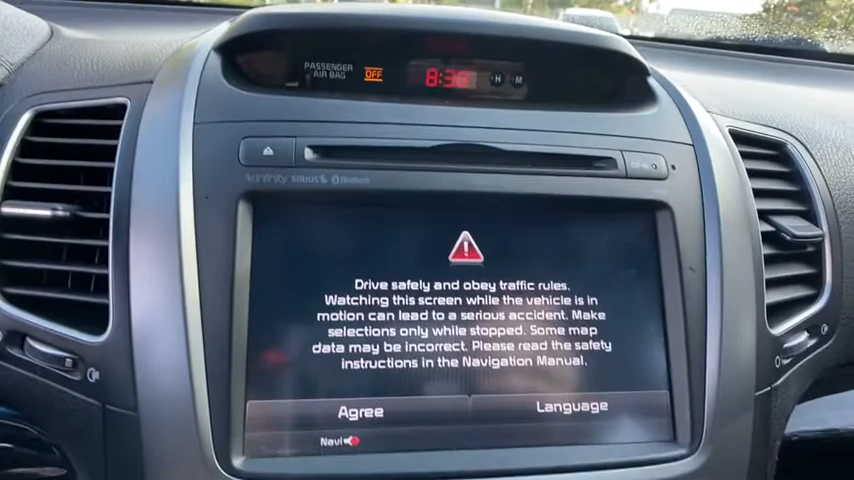 PASSENGER
AIR BAG OFF
8:36
H M
infinity SIRIUS Bluetooth
Drive safely and obey traffic rules.
Watching this screen while the vehicle is in
motion can lead to a serious accident. Make
selections only while stopped. Some map
data may be incorrect. Please read the safety
instructions in the Navigation manual.
Agree
Language
Navi